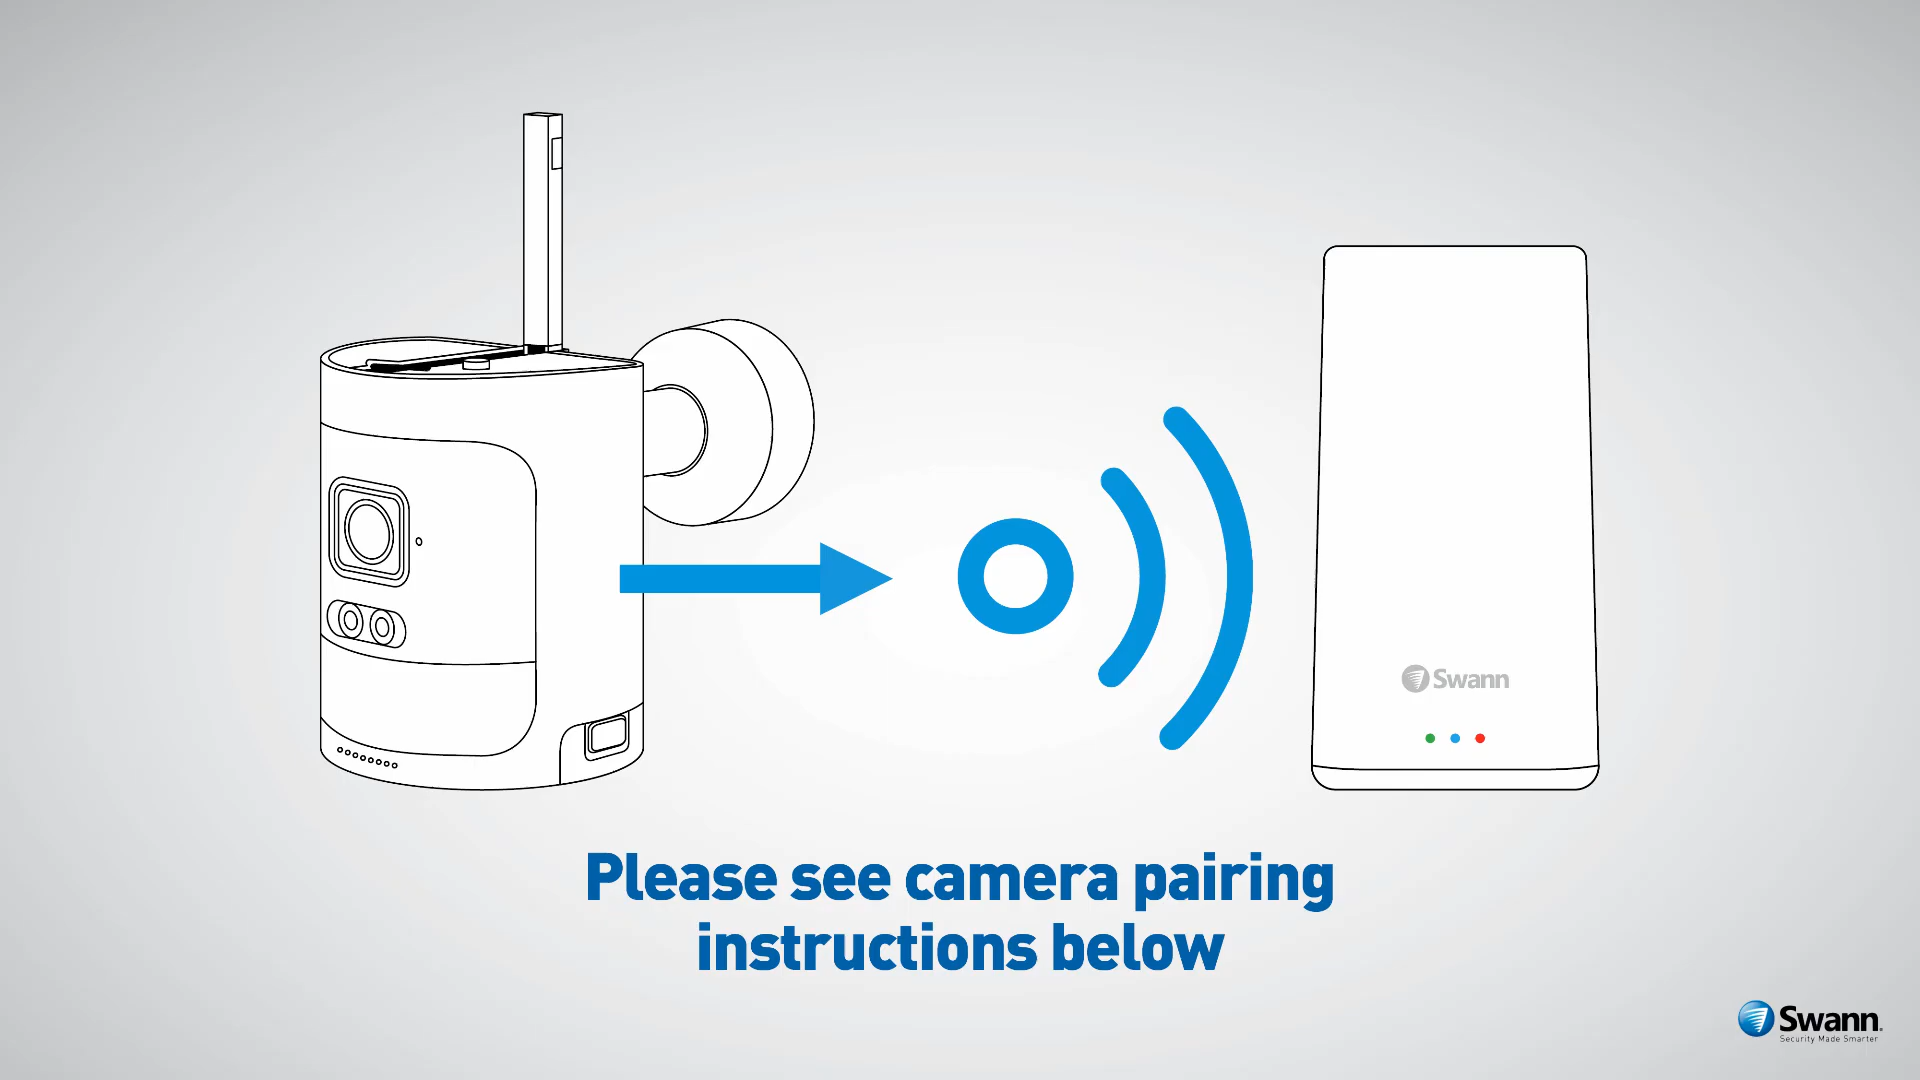 Swann
Please see camera pairing
instructions below
Swann
Security Made Smarter